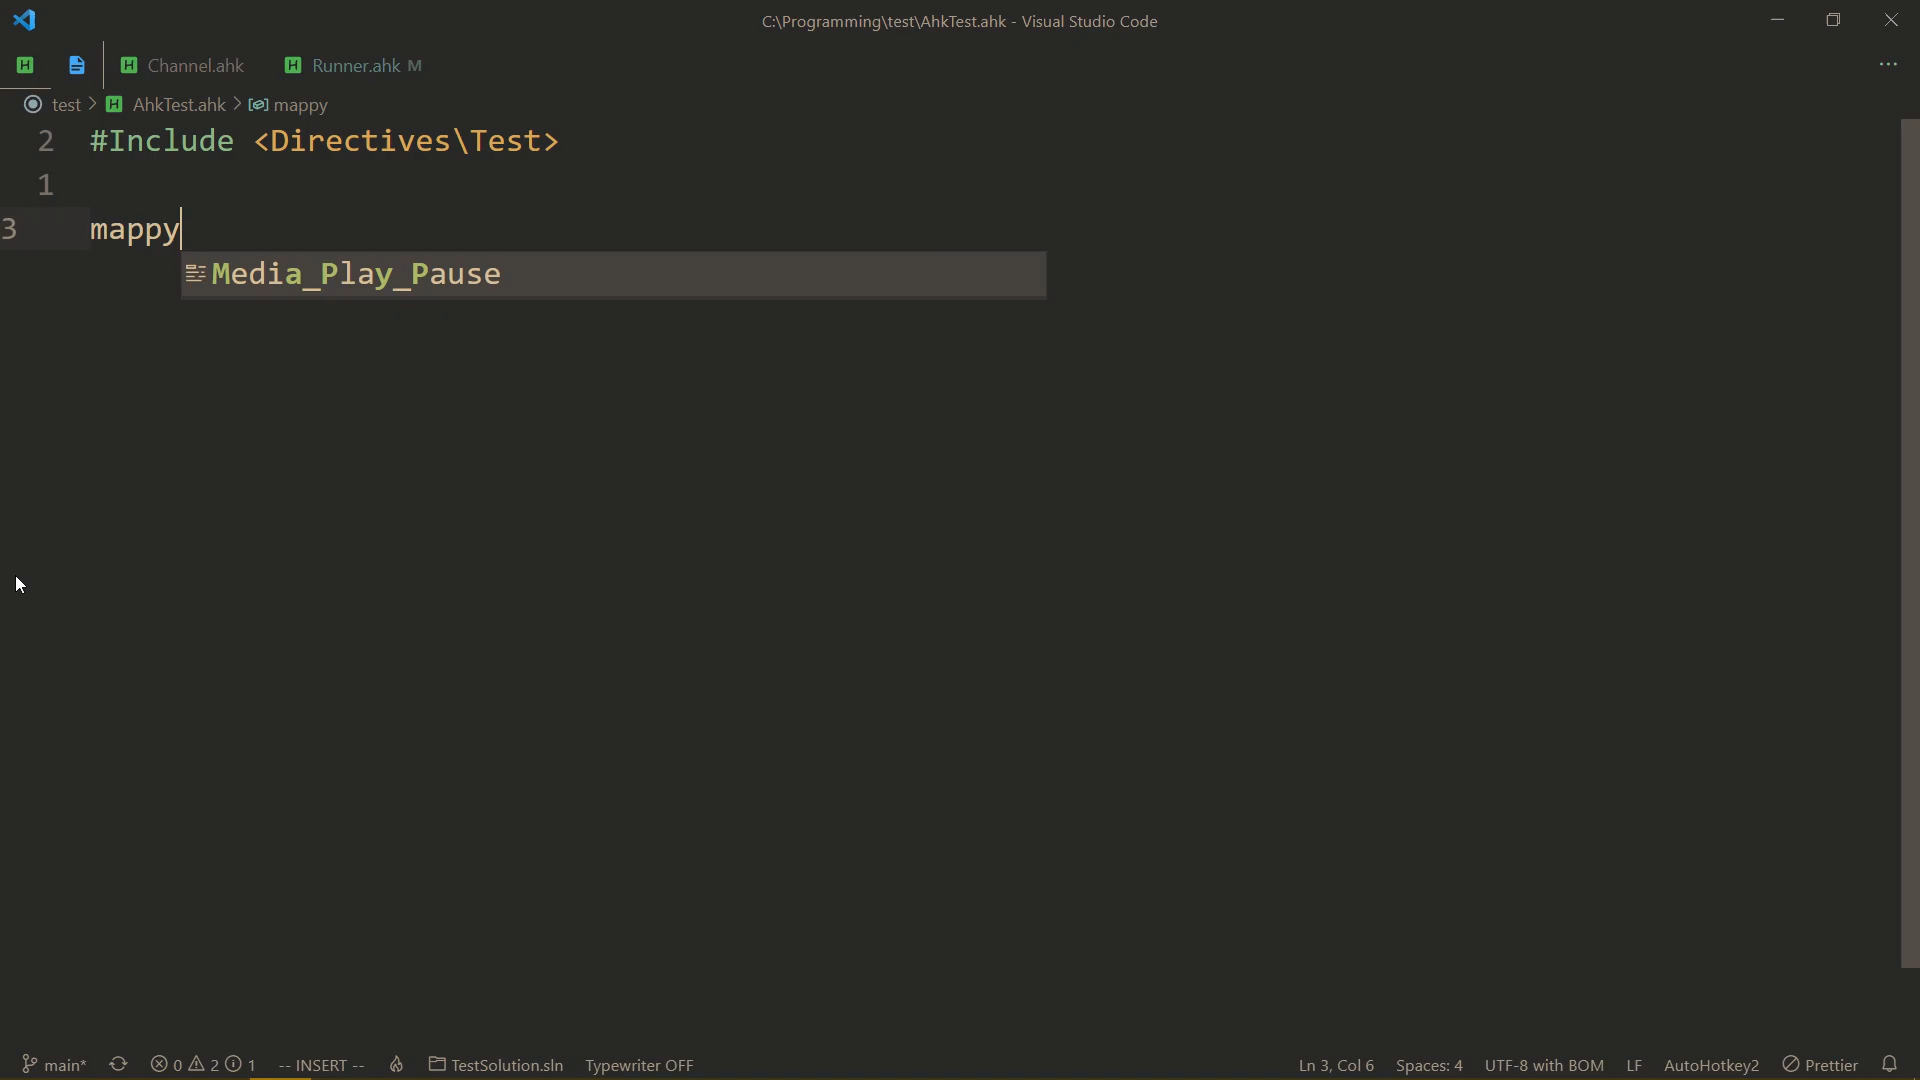 C:\Programming\test\AhkTest.ahk - Visual Studio Code
H H Channel.ahk H Runner.ahk M
test > H AhkTest.ahk > mappy
2 #Include <Directives\Test>
1
3 mappy
Media_Play_Pause
main* 0 2 1 -- INSERT -- TestSolution.sln Typewriter OFF Ln 3, Col 6 Spaces: 4 UTF-8 with BOM LF AutoHotkey2 Prettier